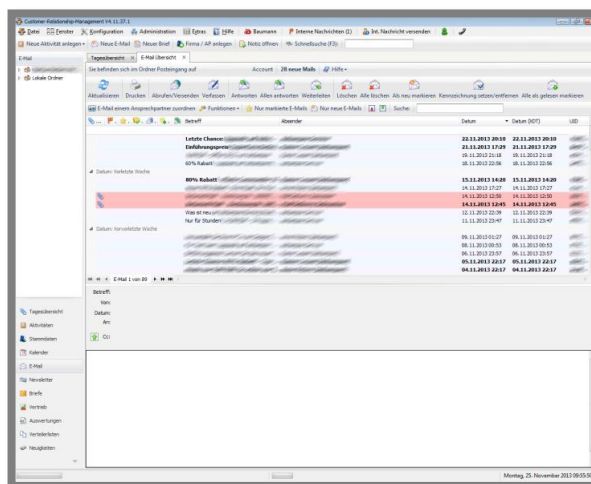 Customer-Relationship-Management V4.11.37.1
Datei Fenster Konfiguration Administration Extras Hilfe Baumann Interne Nachrichten (1) Int. Nachricht versenden
Neue Aktivität anlegen Neue E-Mail Neuer Brief Firma / AP anlegen Notiz öffnen Schnellsuche (F3):
E-Mail
Lokale Ordner
Tagesübersicht X E-Mail Übersicht X
Sie befinden sich im Ordner Posteingang auf Account 20 neue Mails Hilfe
Aktualisieren Drucken Abrufen/Versenden Verfassen Antworten Allen antworten Weiterleiten Löschen Alle löschen Als neu markieren Kennzeichnung setzen/entfernen Alle als gelesen markieren
E-Mail einem Ansprechpartner zuordnen Funktionen Nur markierte E-Mails Nur neue E-Mails Suche:
Betreff Absender Datum Datum (NDT) UID
Letzte Chance: 22.11.2013 20:10 22.11.2013 20:10
Einführungspreis 21.11.2013 17:29 21.11.2013 17:29
19.11.2013 21:18 19.11.2013 21:18
60% Rabatt 18.11.2013 22:56 18.11.2013 22:56
Datum: Vorletzte Woche
80% Rabatt 15.11.2013 14:20 15.11.2013 14:20
14.11.2013 17:27 14.11.2013 17:27
14.11.2013 12:50 14.11.2013 12:50
14.11.2013 12:45 14.11.2013 12:45
Was ist neu 12.11.2013 22:39 12.11.2013 22:39
Nur für Stunden 11.11.2013 23:47 11.11.2013 23:47
Datum: Vorvorletzte Woche
09.11.2013 01:27 09.11.2013 01:27
08.11.2013 00:53 08.11.2013 00:53
06.11.2013 23:57 06.11.2013 23:57
05.11.2013 22:17 05.11.2013 22:17
04.11.2013 22:17 04.11.2013 22:17
E-Mail 1 von 80
Betreff:
Von:
Datum:
An:
Cc:
Tagesübersicht
Aktivitäten
Stammdaten
Kalender
E-Mail
Newsletter
Briefe
Vertrieb
Auswertungen
Verteilerlisten
Neuigkeiten
Montag, 25. November 2013 08:55:50